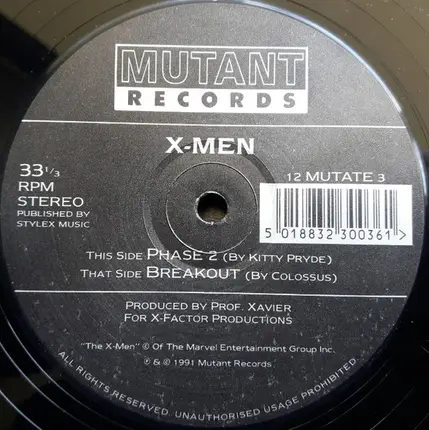 MUTANT
RECORDS
X-MEN
33 1/3
RPM
STEREO
PUBLISHED BY
STYLEX MUSIC
12 MUTATE 3
5 018832 300361 >
THIS SIDE PHASE 2 (BY KITTY PRYDE)
THAT SIDE BREAKOUT (BY COLOSSUS)
PRODUCED BY PROF. XAVIER
FOR X-FACTOR PRODUCTIONS
"The X-Men" © Of The Marvel Entertainment Group Inc.
℗ & © 1991 Mutant Records
ALL RIGHTS RESERVED. UNAUTHORISED USAGE PROHIBITED.